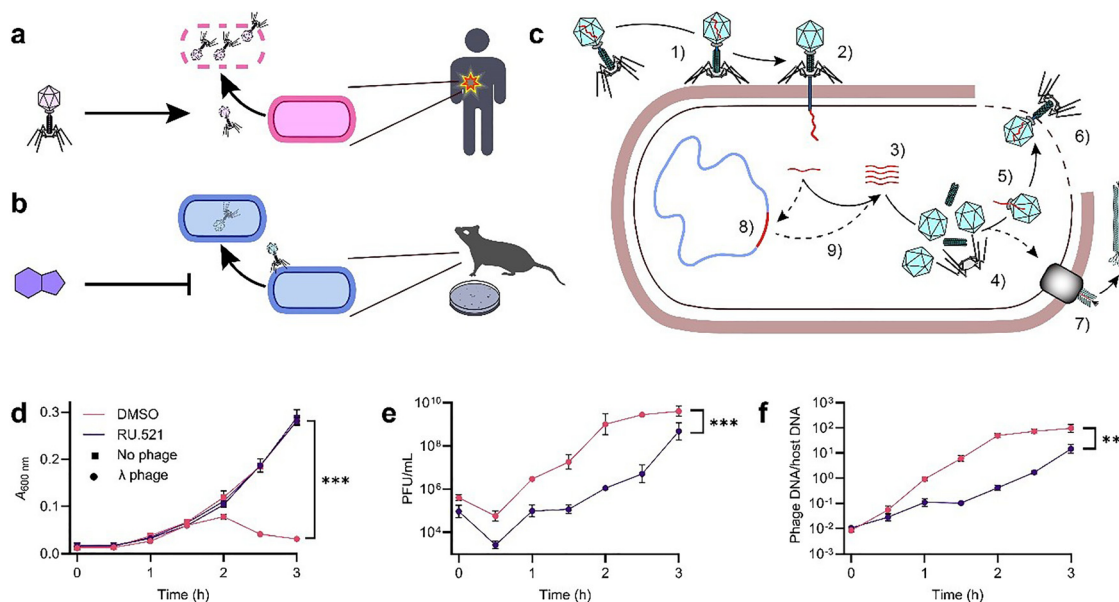 a
b
c
1)
2)
3)
4)
5)
6)
7)
8)
9)
d
0.3
0.2
0.1
0.0
A600 nm
DMSO
RU.521
No phage
λ phage
***
0 1 2 3
Time (h)
e
10^10
10^8
10^6
10^4
PFU/mL
***
0 1 2 3
Time (h)
f
10^3
10^2
10^1
10^0
10^-1
10^-2
10^-3
Phage DNA/host DNA
**
0 1 2 3
Time (h)